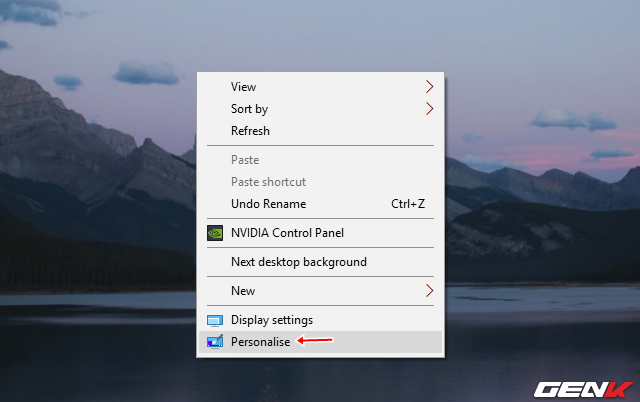 View
Sort by
Refresh
Paste
Paste shortcut
Undo Rename Ctrl+Z
NVIDIA Control Panel
Next desktop background
New
Display settings
Personalise
GENK